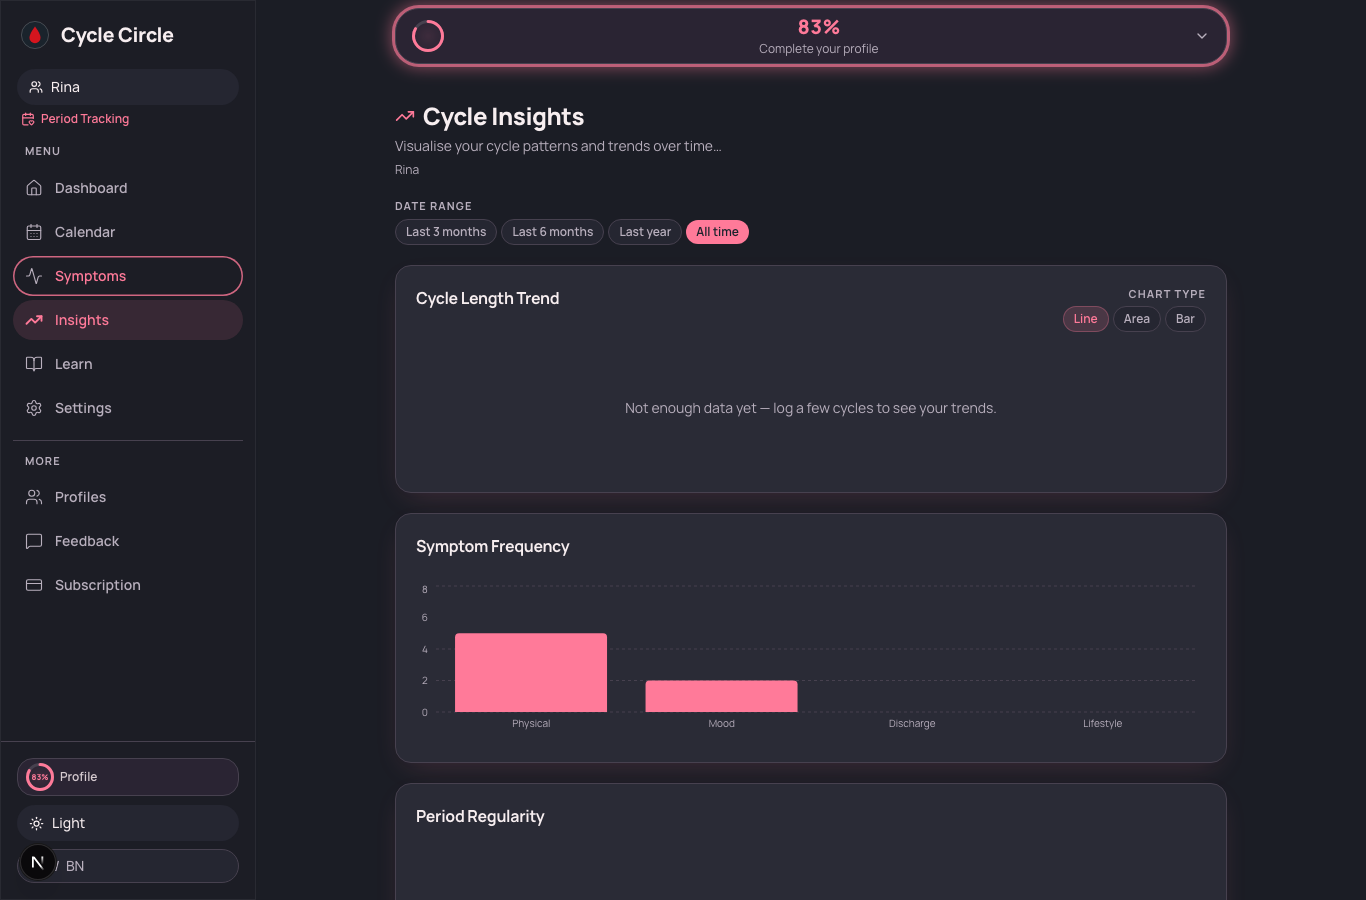 Cycle Circle
Rina
Period Tracking
MENU
Dashboard
Calendar
Symptoms
Insights
Learn
Settings
MORE
Profiles
Feedback
Subscription
83% Profile
Light
N / BN
83%
Complete your profile
Cycle Insights
Visualise your cycle patterns and trends over time...
Rina
DATE RANGE
Last 3 months Last 6 months Last year All time
Cycle Length Trend
CHART TYPE
Line Area Bar
Not enough data yet — log a few cycles to see your trends.
Symptom Frequency
8
6
4
2
0
Physical Mood Discharge Lifestyle
Period Regularity